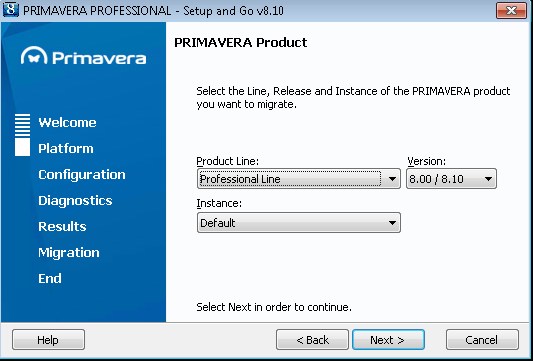 PRIMAVERA PROFESSIONAL - Setup and Go v8.10
Primavera
Welcome
Platform
Configuration
Diagnostics
Results
Migration
End
PRIMAVERA Product
Select the Line, Release and Instance of the PRIMAVERA product
you want to migrate.
Product Line: Version:
Professional Line 8.00 / 8.10
Instance:
Default
Select Next in order to continue.
Help < Back Next > Cancel